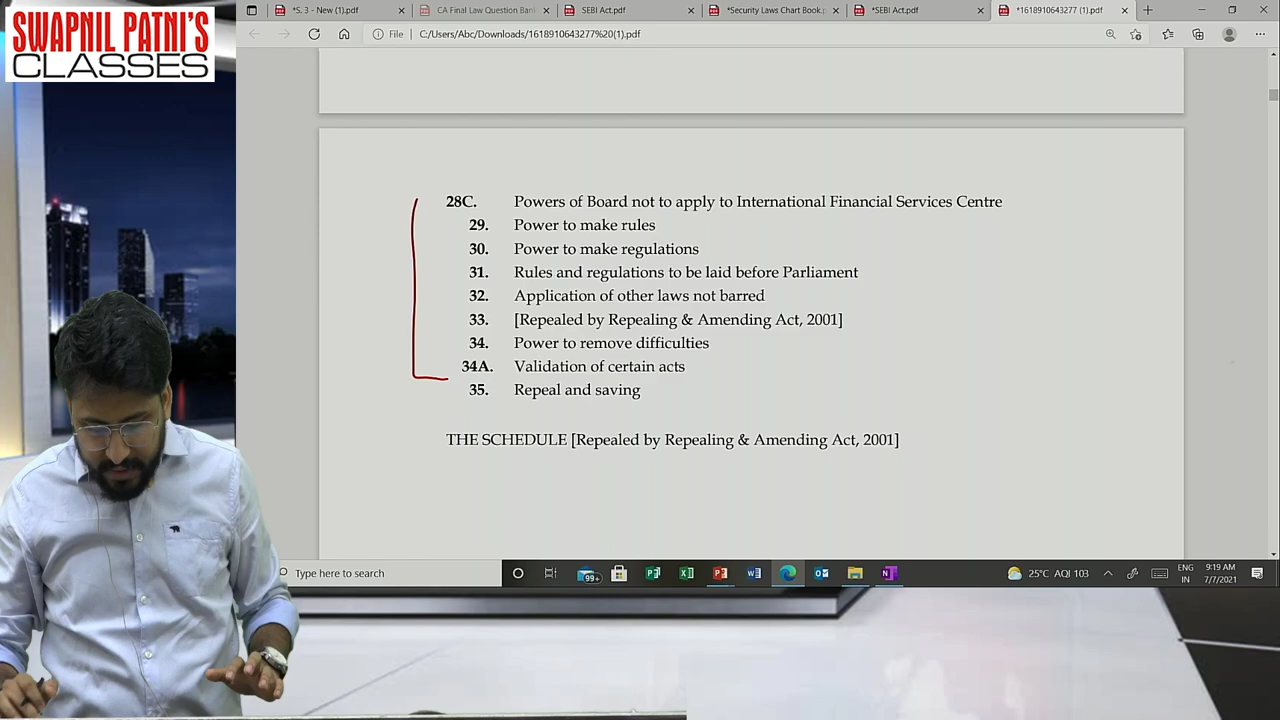 SWAPNIL PATNI'S
CLASSES
*S. 3 - New (1).pdf
CA Final Law Question Ban
SEBI Act.pdf
*Security Laws Chart Book.p
*SEBI Act.pdf
*1618910643277 (1).pdf
File
C:/Users/Abc/Downloads/1618910643277%20(1).pdf
28C. Powers of Board not to apply to International Financial Services Centre
29. Power to make rules
30. Power to make regulations
31. Rules and regulations to be laid before Parliament
32. Application of other laws not barred
33. [Repealed by Repealing & Amending Act, 2001]
34. Power to remove difficulties
34A. Validation of certain acts
35. Repeal and saving
THE SCHEDULE [Repealed by Repealing & Amending Act, 2001]
Type here to search
99+
25°C AQI 103
ENG
IN
9:19 AM
7/7/2021